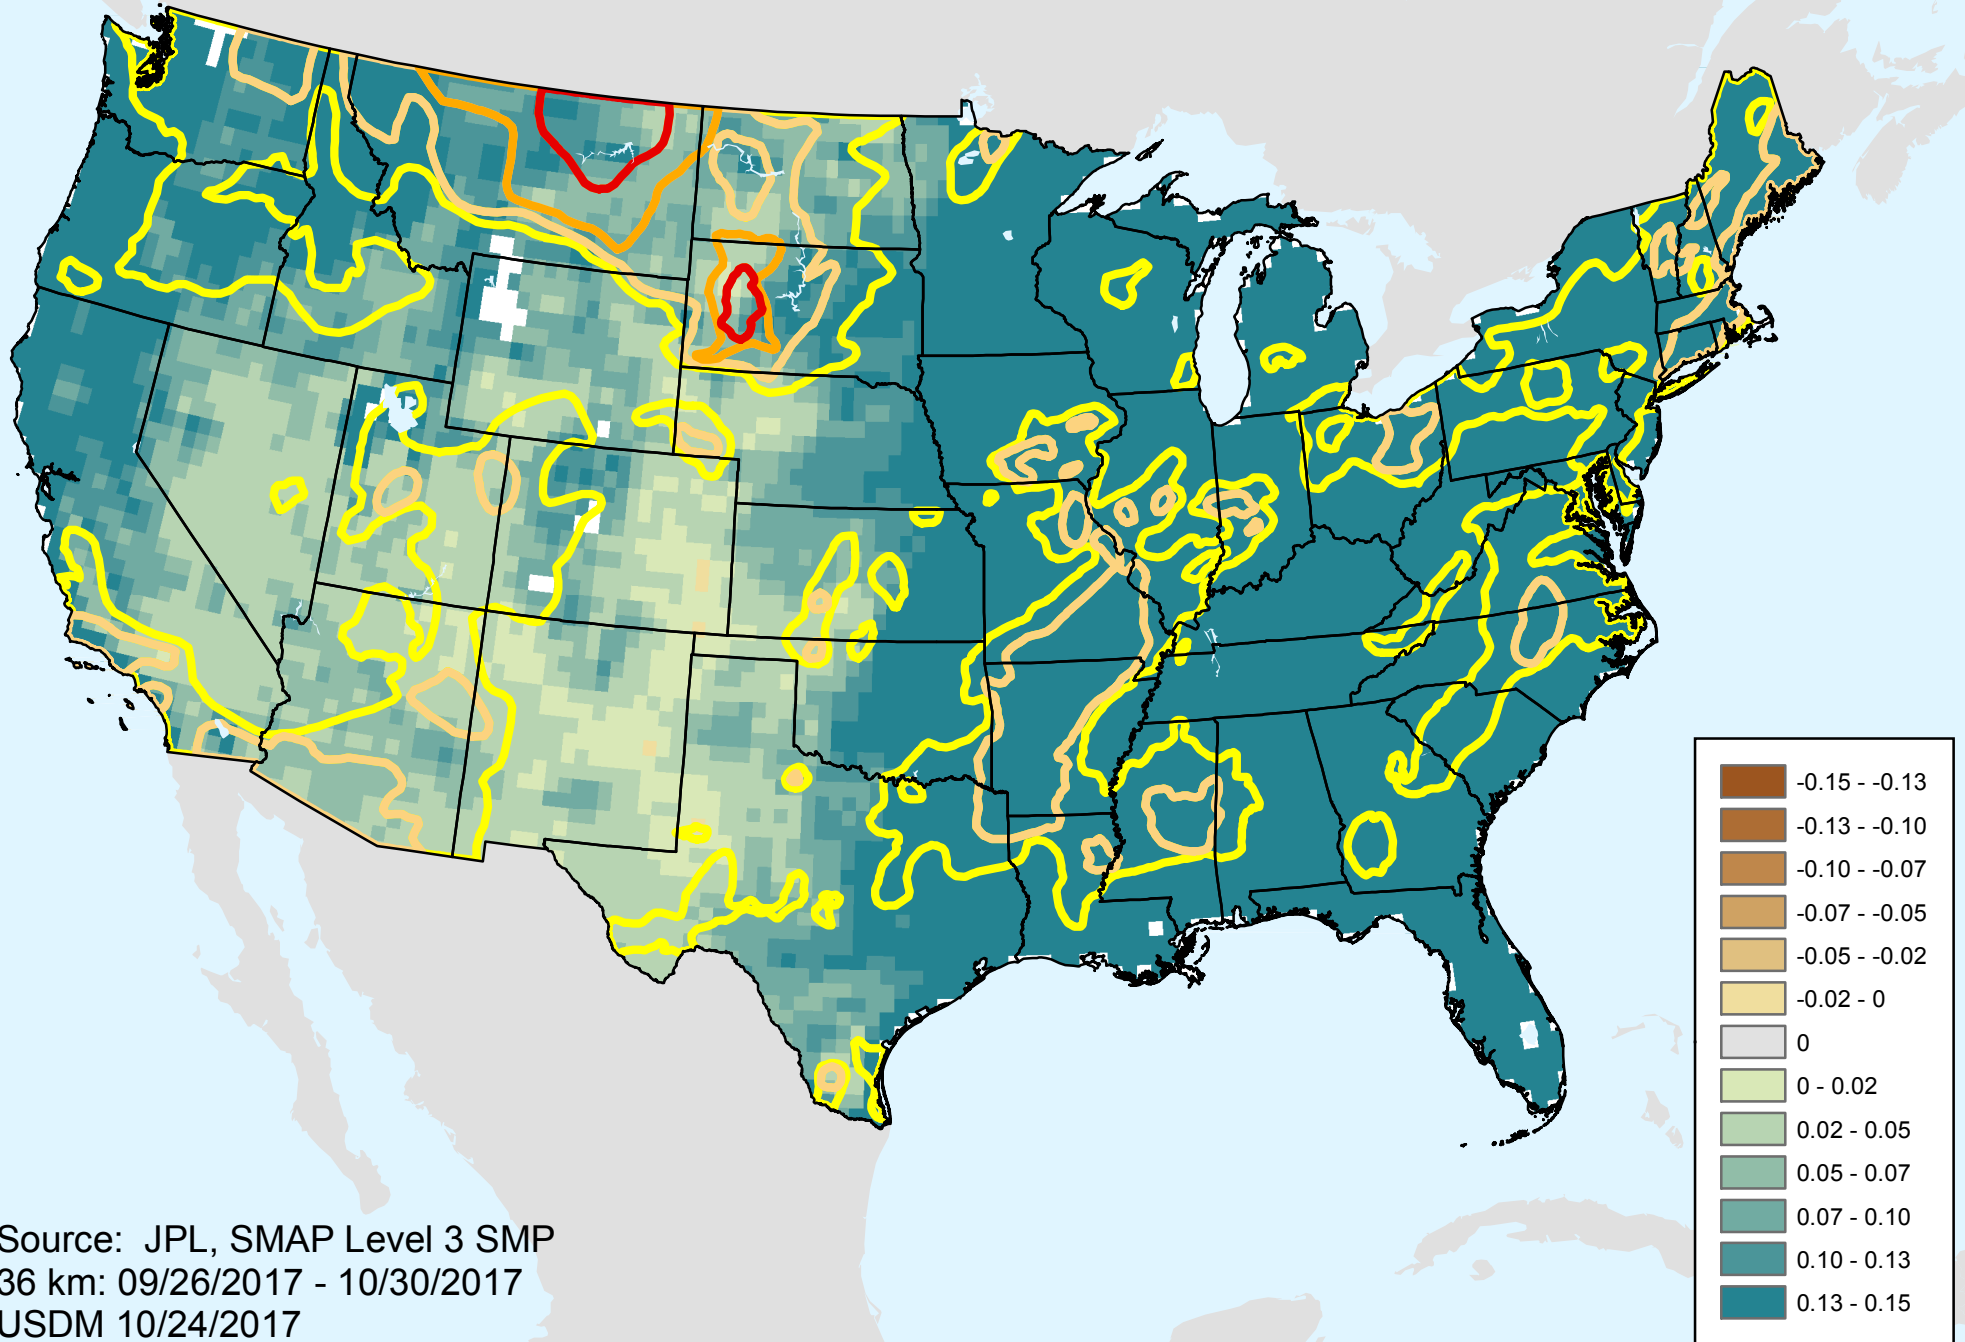 -0.15 - -0.13
-0.13 - -0.10
-0.10 - -0.07
-0.07 - -0.05
-0.05 - -0.02
-0.02 - 0
0
0 - 0.02
0.02 - 0.05
0.05 - 0.07
0.07 - 0.10
0.10 - 0.13
0.13 - 0.15
Source: JPL, SMAP Level 3 SMP
36 km: 09/26/2017 - 10/30/2017
USDM 10/24/2017